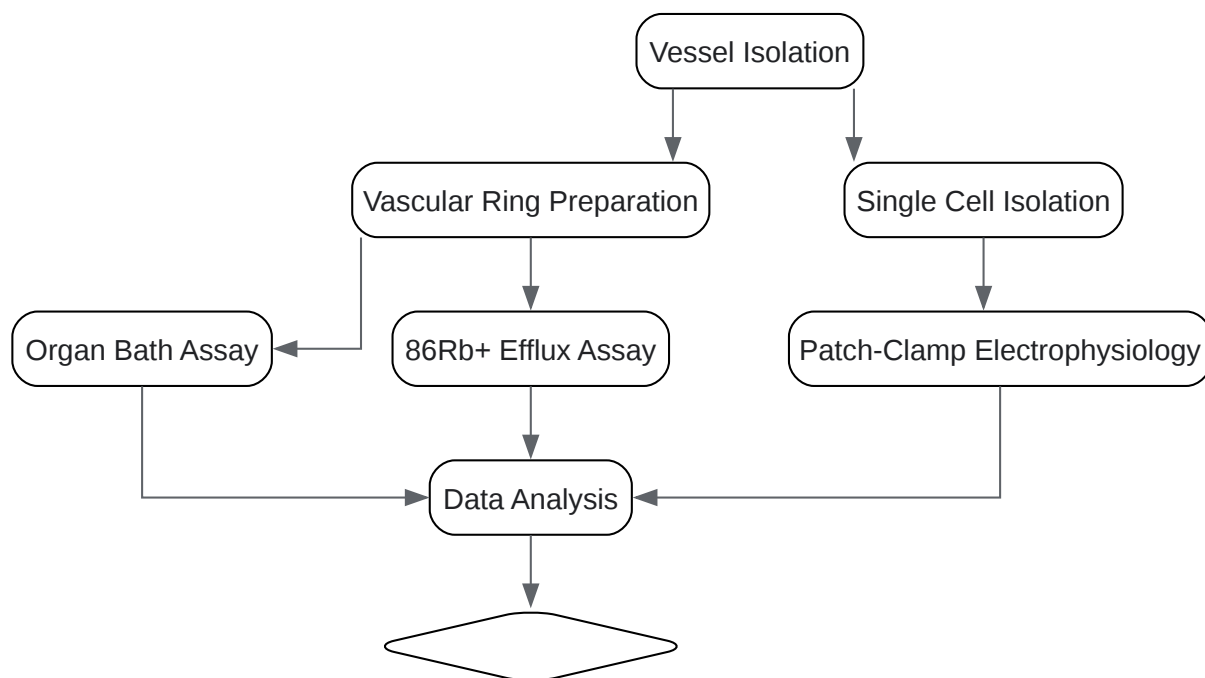 Vessel Isolation
Vascular Ring Preparation
Single Cell Isolation
Organ Bath Assay
86Rb+ Efflux Assay
Patch-Clamp Electrophysiology
Data Analysis